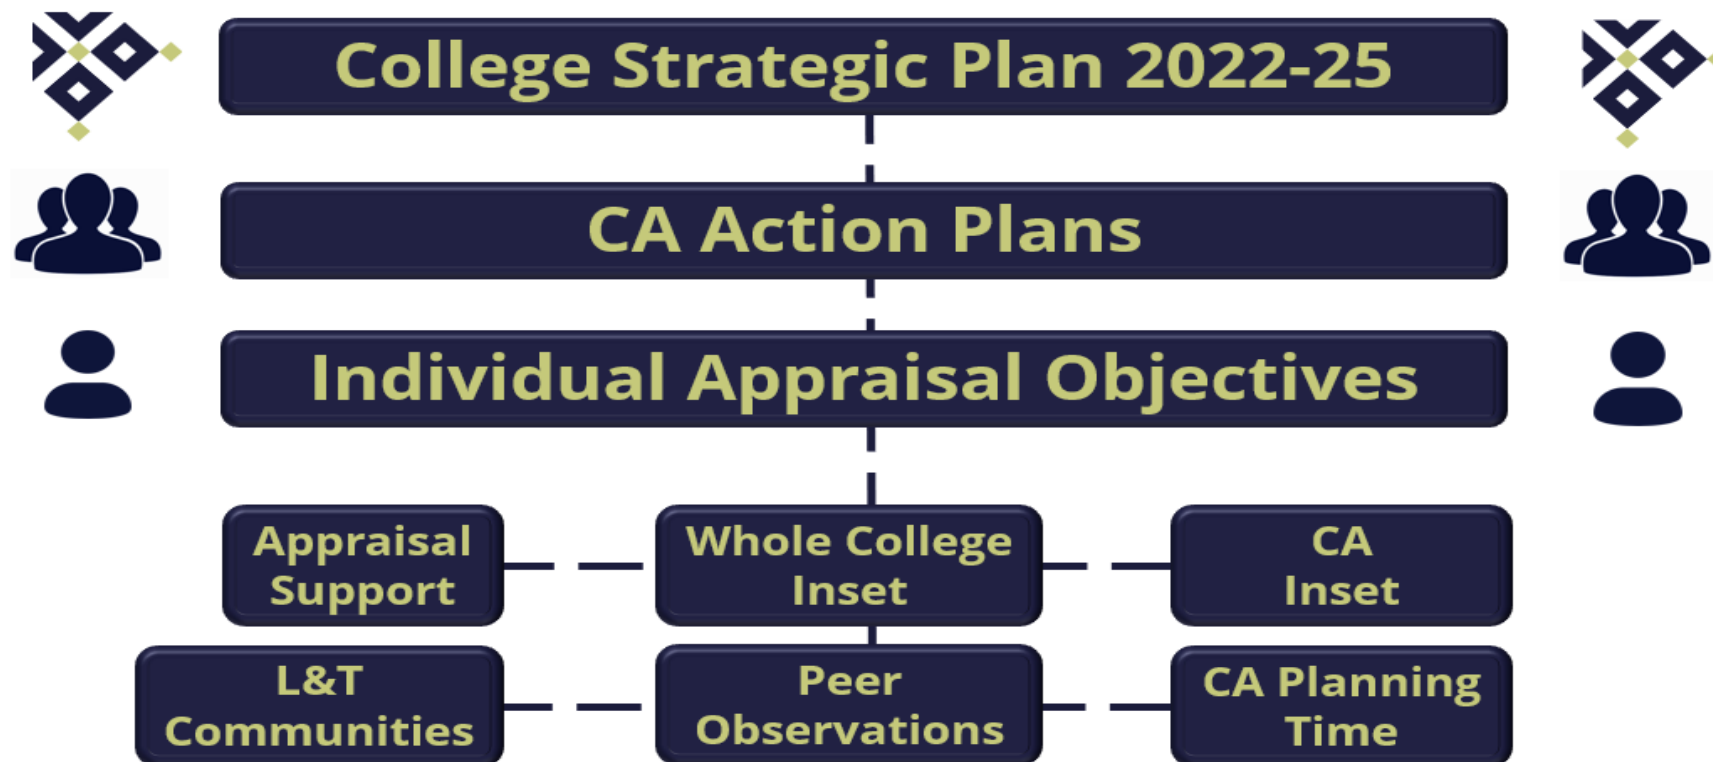 College Strategic Plan 2022-25
CA Action Plans
Individual Appraisal Objectives
Appraisal
Support
Whole College
Inset
CA
Inset
L&T
Communities
Peer
Observations
CA Planning
Time